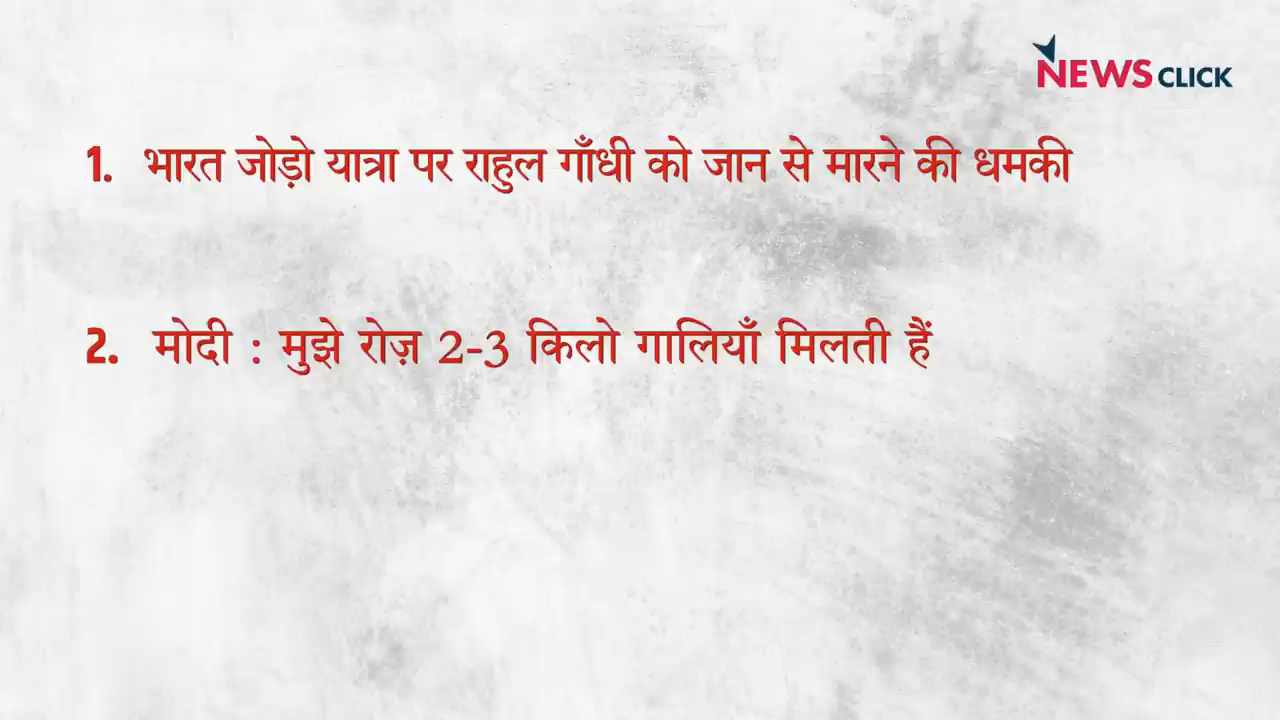 NEWS CLICK
1. भारत जोड़ो यात्रा पर राहुल गाँधी को जान से मारने की धमकी
2. मोदी : मुझे रोज़ 2-3 किलो गालियाँ मिलती हैं